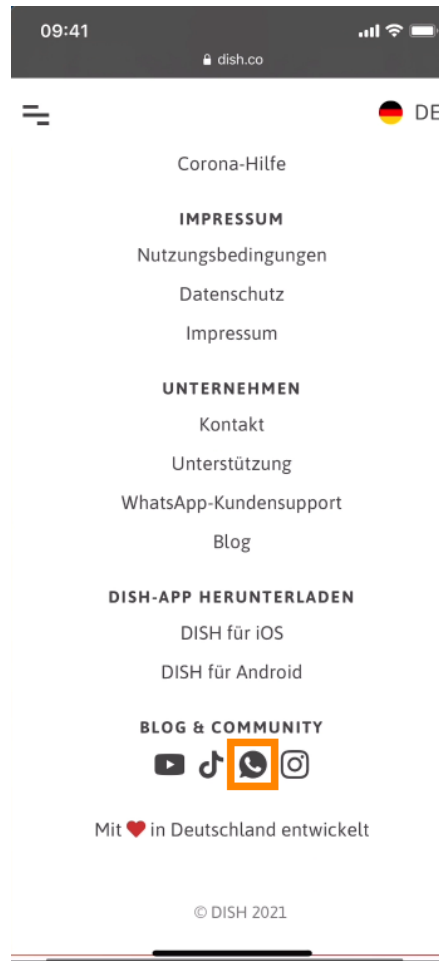 09:41
dish.co
DE
Corona-Hilfe
IMPRESSUM
Nutzungsbedingungen
Datenschutz
Impressum
UNTERNEHMEN
Kontakt
Unterstützung
WhatsApp-Kundensupport
Blog
DISH-APP HERUNTERLADEN
DISH für iOS
DISH für Android
BLOG & COMMUNITY
Mit ❤ in Deutschland entwickelt
© DISH 2021